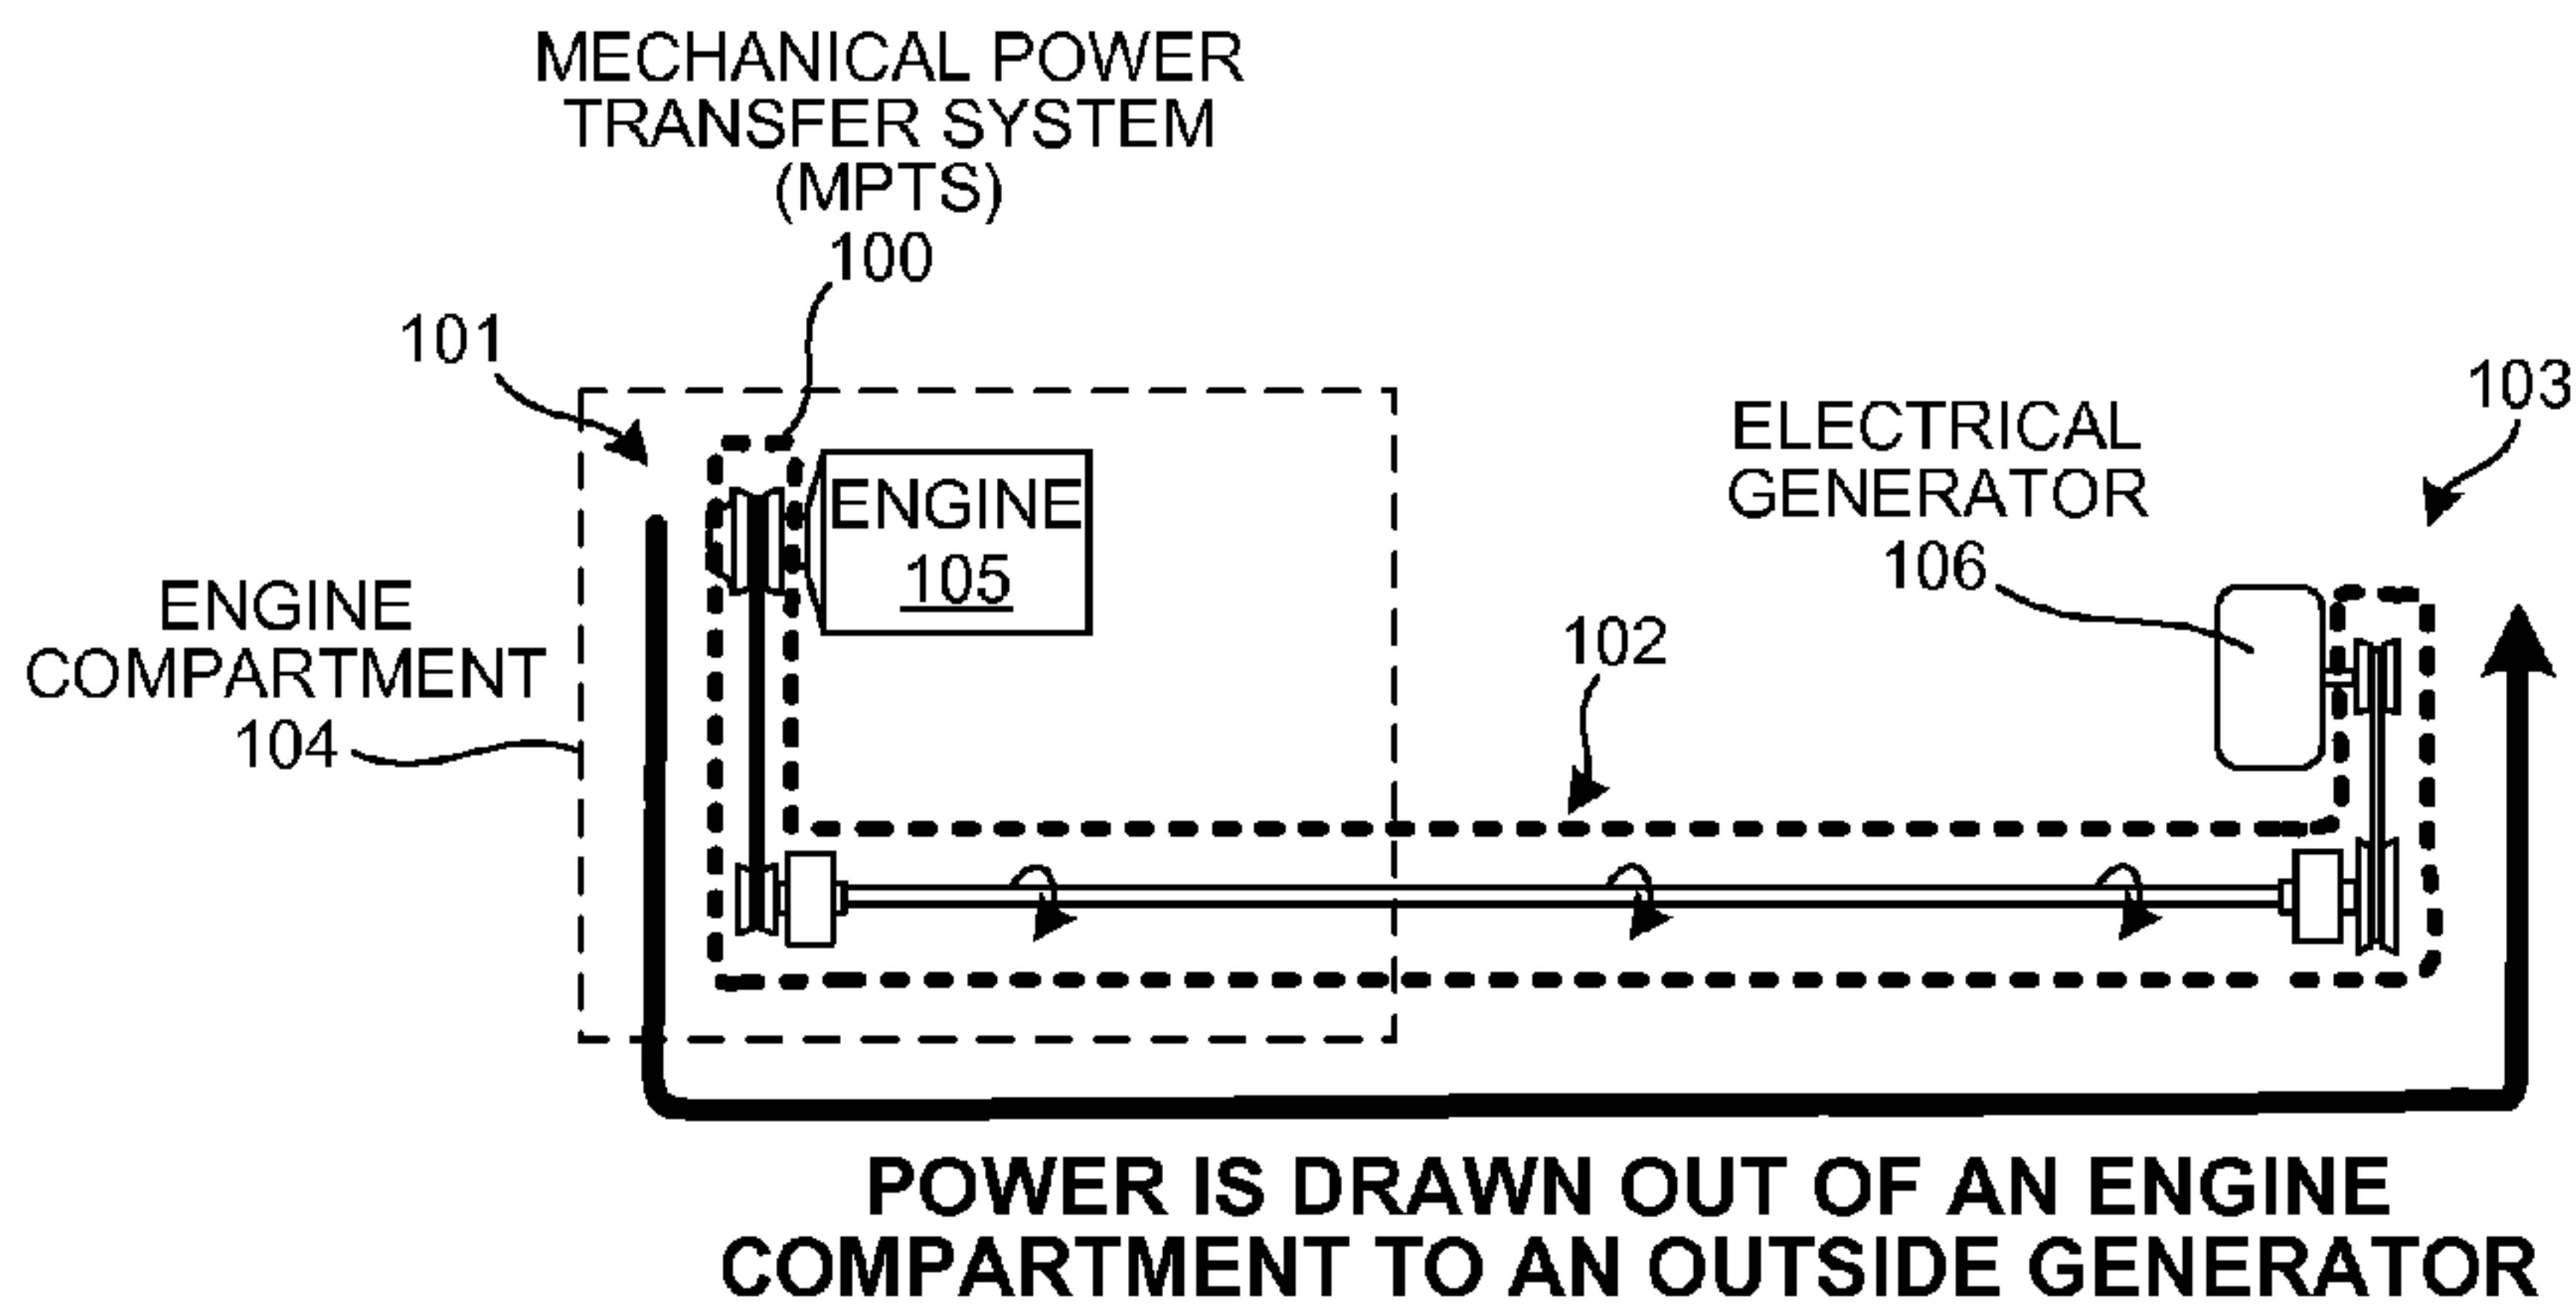 MECHANICAL POWER
TRANSFER SYSTEM
(MPTS)
100
101
103
ELECTRICAL
GENERATOR
106
ENGINE
105
ENGINE
COMPARTMENT
104
102
POWER IS DRAWN OUT OF AN ENGINE
COMPARTMENT TO AN OUTSIDE GENERATOR